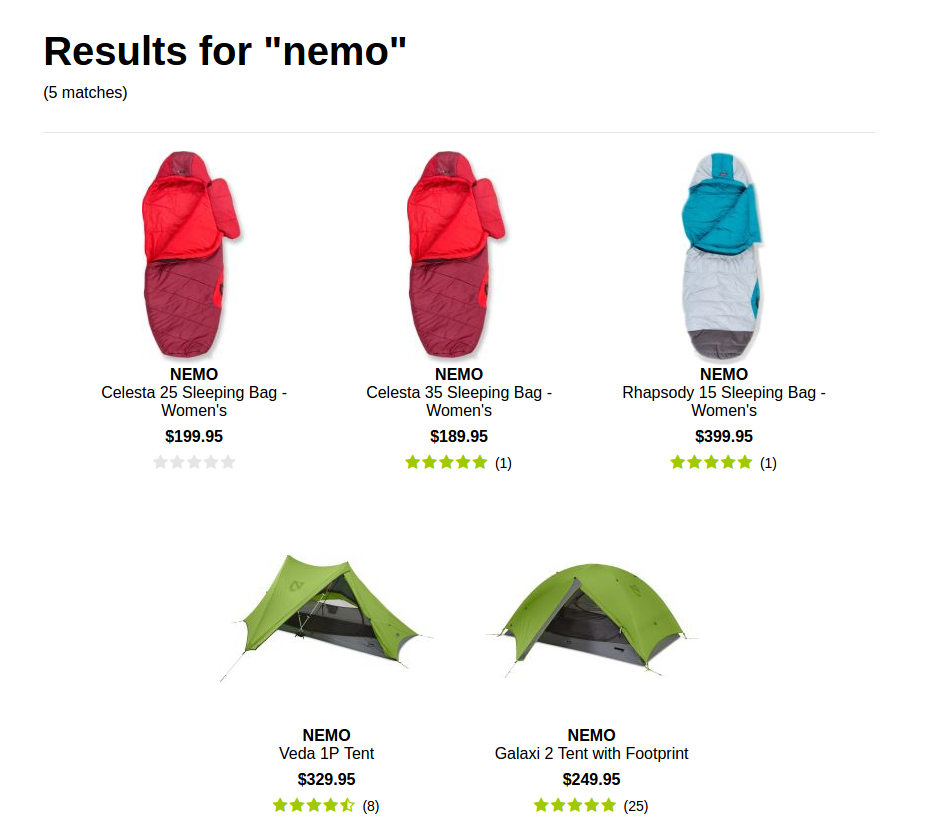 Results for "nemo"
(5 matches)
NEMO
Celesta 25 Sleeping Bag -
Women's
$199.95
NEMO
Celesta 35 Sleeping Bag -
Women's
$189.95
(1)
NEMO
Rhapsody 15 Sleeping Bag -
Women's
$399.95
(1)
NEMO
Veda 1P Tent
$329.95
(8)
NEMO
Galaxi 2 Tent with Footprint
$249.95
(25)